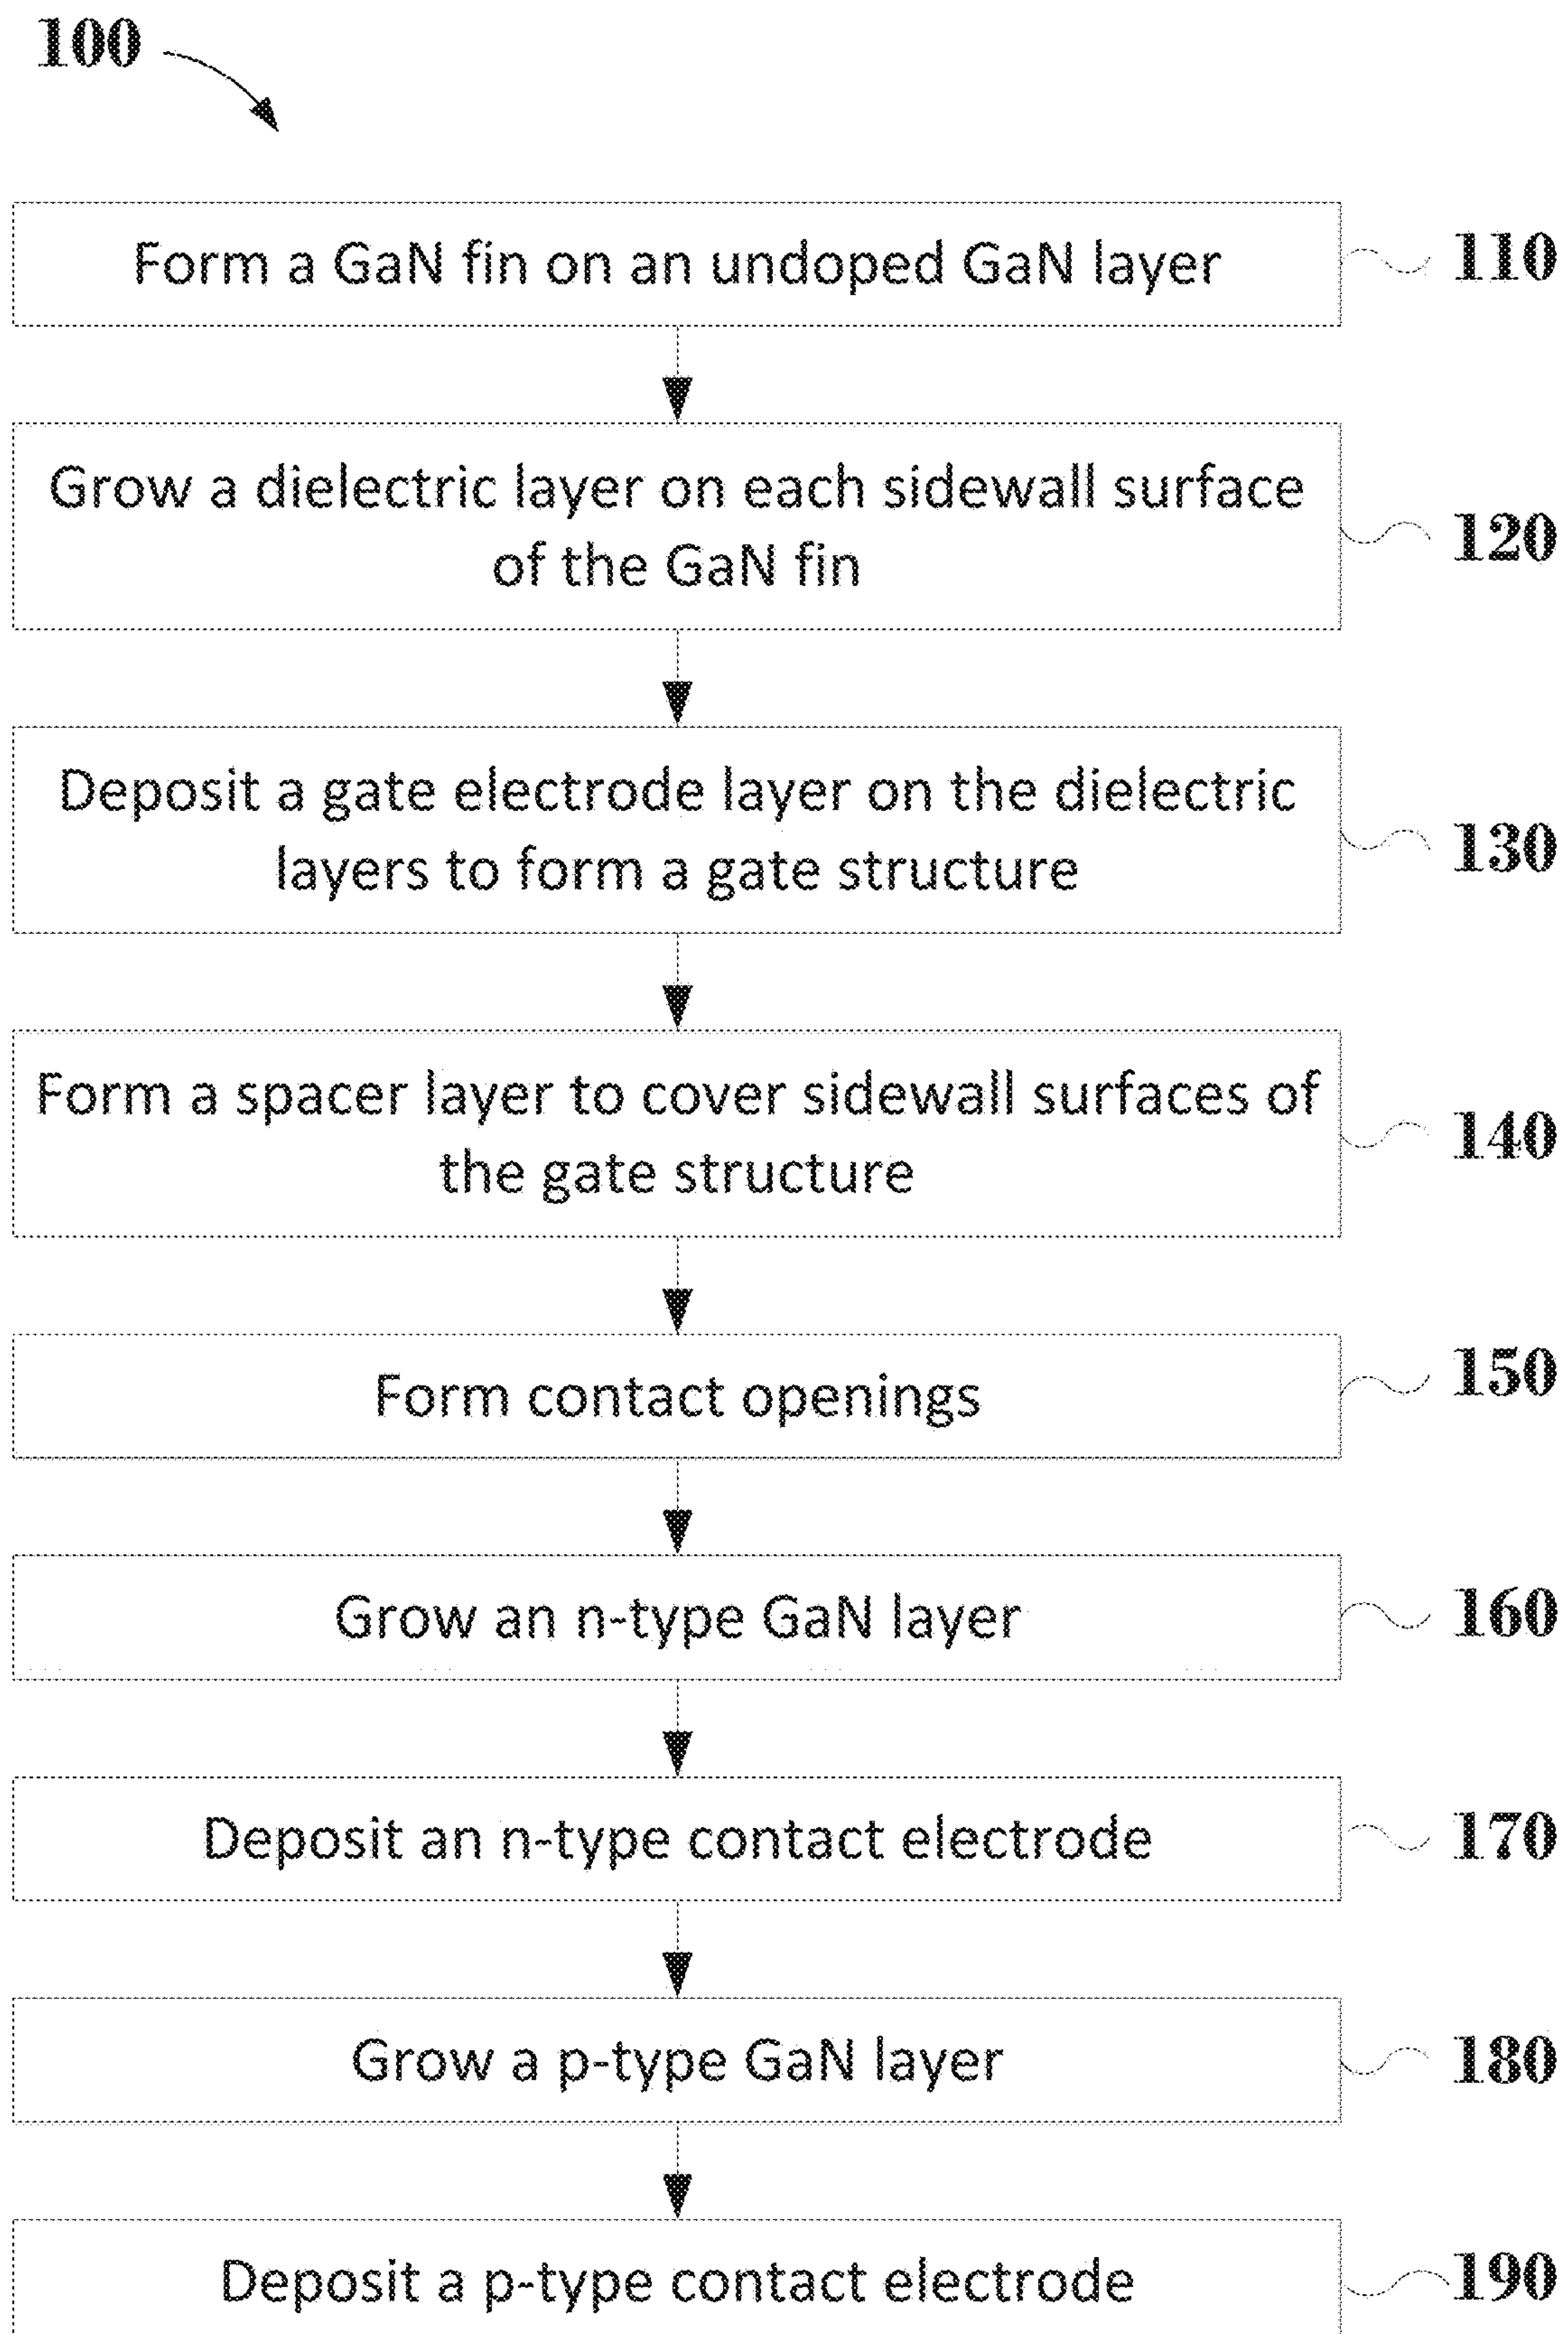 100
Form a GaN fin on an undoped GaN layer
110
Grow a dielectric layer on each sidewall surface
of the GaN fin
120
Deposit a gate electrode layer on the dielectric
layers to form a gate structure
130
Form a spacer layer to cover sidewall surfaces of
the gate structure
140
Form contact openings
150
Grow an n-type GaN layer
160
Deposit an n-type contact electrode
170
Grow a p-type GaN layer
180
Deposit a p-type contact electrode
190